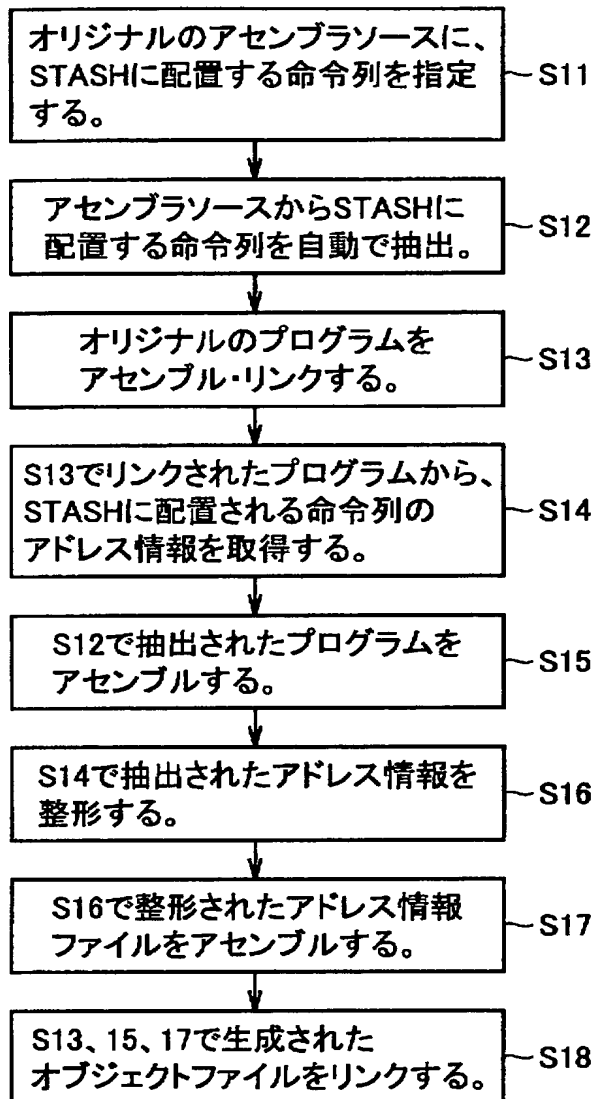 オリジナルのアセンブラソースに、
STASHに配置する命令列を指定
する。
S11
アセンブラソースからSTASHに
配置する命令列を自動で抽出。
S12
オリジナルのプログラムを
アセンブル・リンクする。
S13
S13でリンクされたプログラムから、
STASHに配置される命令列の
アドレス情報を取得する。
S14
S12で抽出されたプログラムを
アセンブルする。
S15
S14で抽出されたアドレス情報を
整形する。
S16
S16で整形されたアドレス情報
ファイルをアセンブルする。
S17
S13、15、17で生成された
オブジェクトファイルをリンクする。
S18